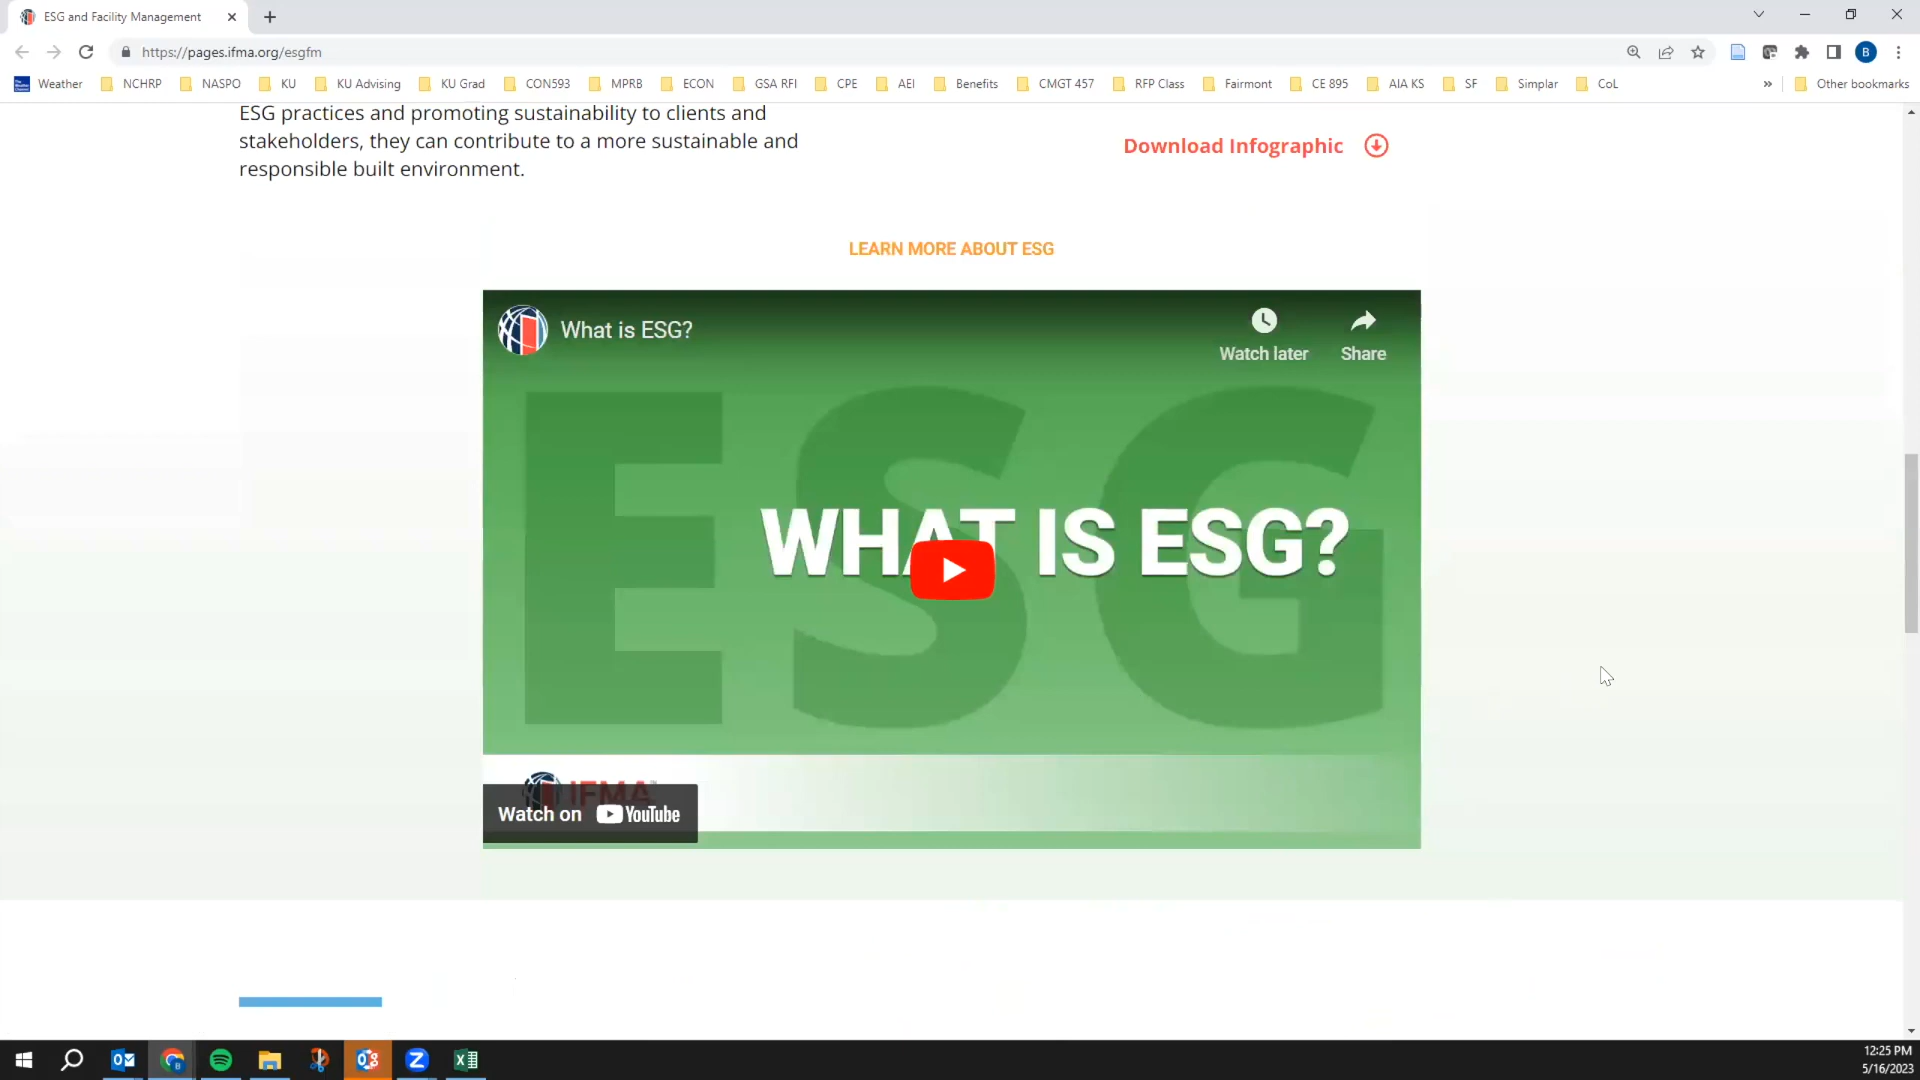 ESG and Facility Management
https://pages.ifma.org/esgfm
B
Weather NCHRP NASPO KU KU Advising KU Grad CON593 MPRB ECON GSA RFI CPE AEI Benefits CMGT 457 RFP Class Fairmont CE 895 AIA KS SF Simplar CoL » Other bookmarks
ESG practices and promoting sustainability to clients and
stakeholders, they can contribute to a more sustainable and
responsible built environment.
Download Infographic
LEARN MORE ABOUT ESG
What is ESG?
Watch later
Share
ESG
WHAT IS ESG?
IFMA
Watch on YouTube
12:25 PM
5/16/2023